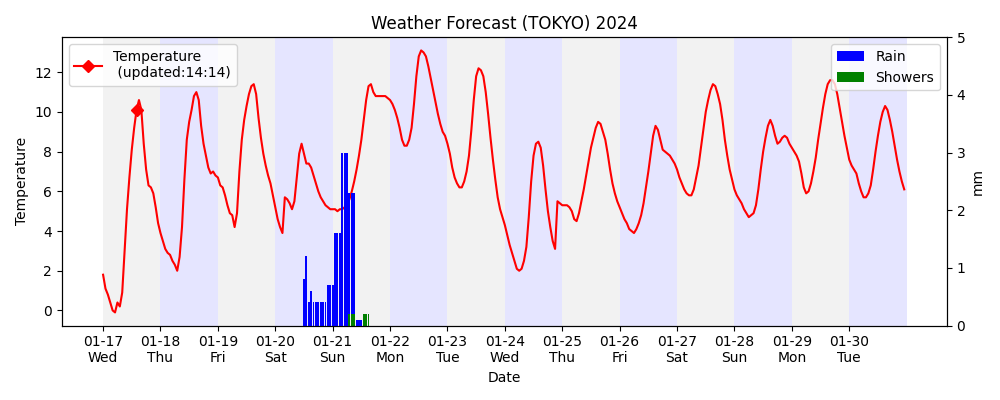 Weather Forecast (TOKYO) 2024
Temperature
(updated:14:14)
Rain
Showers
Temperature
12
10
8
6
4
2
0
5
4
3
2
1
0
mm
01-17 01-18 01-19 01-20 01-21 01-22 01-23 01-24 01-25 01-26 01-27 01-28 01-29 01-30
Wed Thu Fri Sat Sun Mon Tue Wed Thu Fri Sat Sun Mon Tue
Date